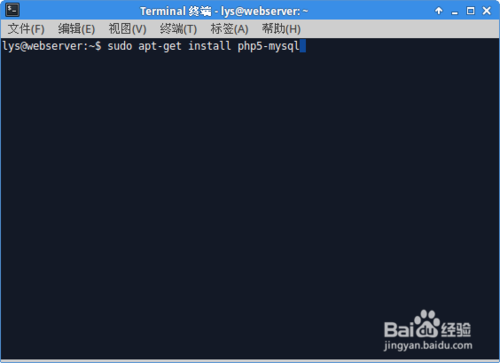 Terminal 终端 - lys@webserver: ~
文件(F) 编辑(E) 视图(V) 终端(T) 标签(A) 帮助(H)
lys@webserver:~$ sudo apt-get install php5-mysql
Bai du 经验
jingyan.baidu.com